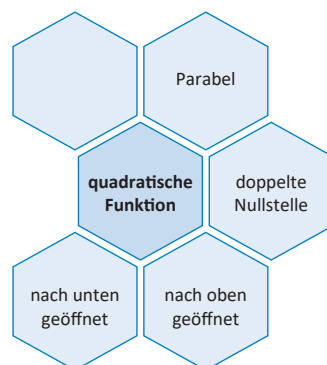 Parabel
quadratische
Funktion
doppelte
Nullstelle
nach unten
geöffnet
nach oben
geöffnet